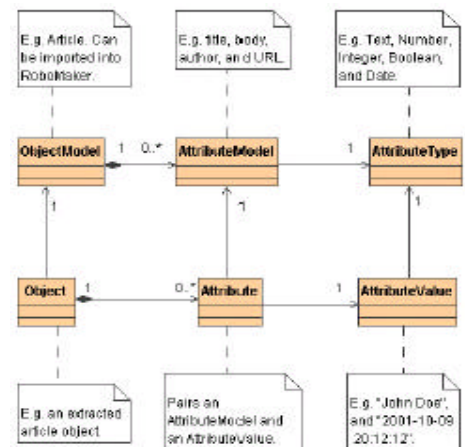 E.g. Article. Can
be imported into
RoboMaker.
E.g. title, body,
author, and URL.
E.g. Text, Number,
Integer, Boolean,
and Date.
ObjectModel
1
0..*
AttributeModel
1
AttributeType
1
1
1
Object
1
0..*
Attribute
1
AttributeValue
E.g. an extracted
article object.
Pairs an
AttributeModel and
an AttributeValue.
E.g. "John Doe",
and "2001-10-09
20:12:12".